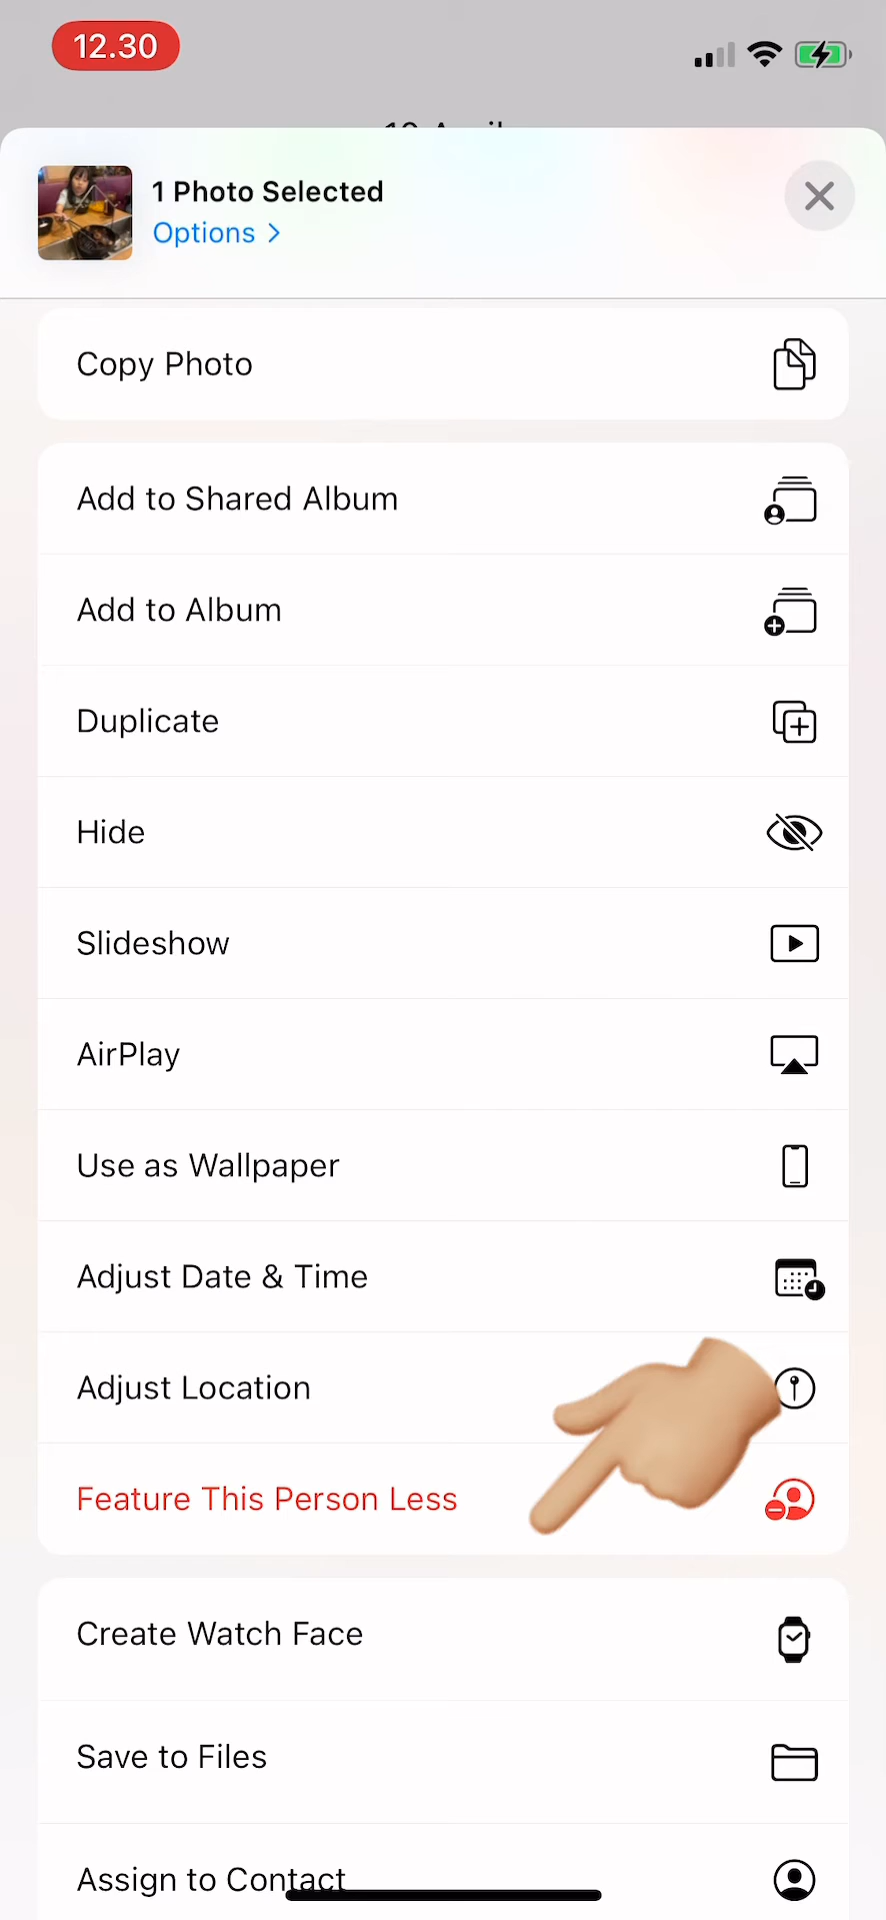 12.30
1 Photo Selected
Options
Copy Photo
Add to Shared Album
Add to Album
Duplicate
Hide
Slideshow
AirPlay
Use as Wallpaper
Adjust Date & Time
Adjust Location
Feature This Person Less
Create Watch Face
Save to Files
Assign to Contact